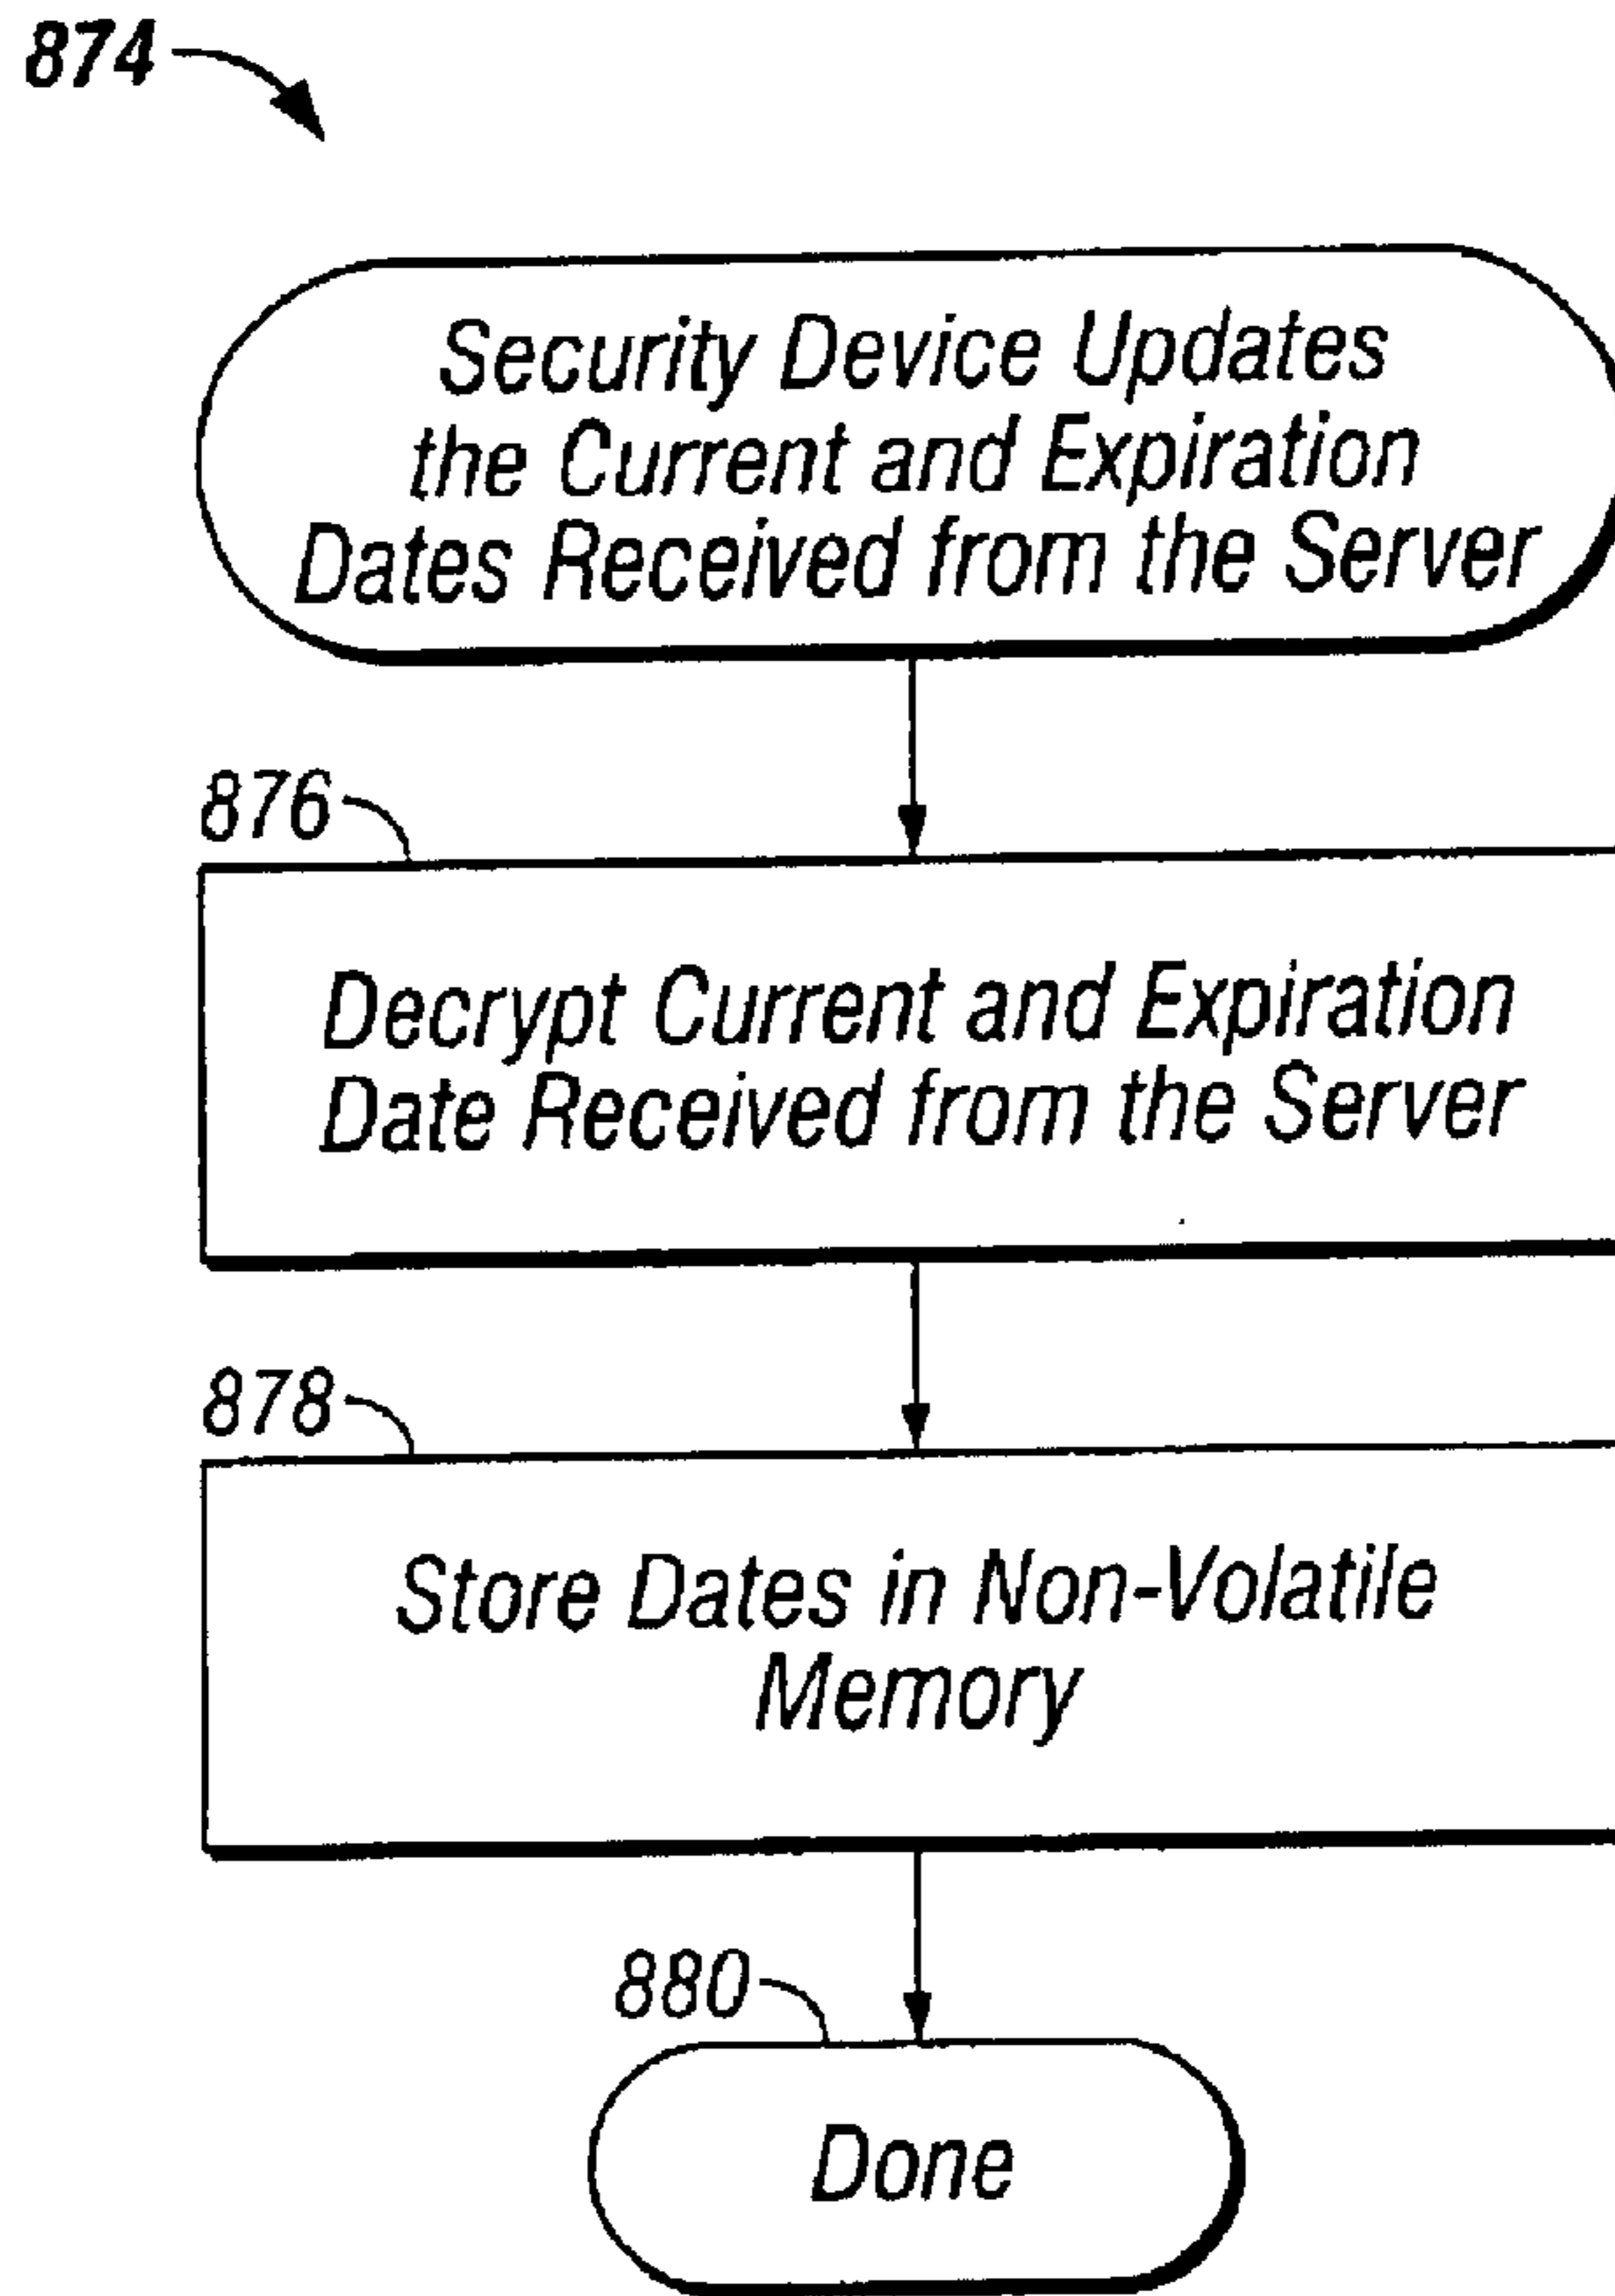 874
Security Device Updates
the Current and Expiration
Dates Received from the Server
876
Decrypt Current and Expiration
Date Received from the Server
878
Store Dates in Non-Volatile
Memory
880
Done